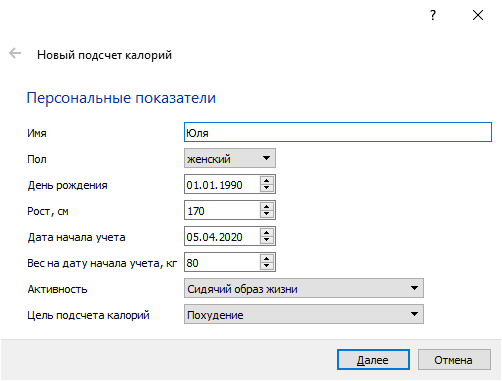 ?
Новый подсчет калорий
Персональные показатели
Имя Юля
Пол женский
День рождения 01.01.1990
Рост, см 170
Дата начала учета 05.04.2020
Вес на дату начала учета, кг 80
Активность Сидячий образ жизни
Цель подсчета калорий Похудение
Далее Отмена